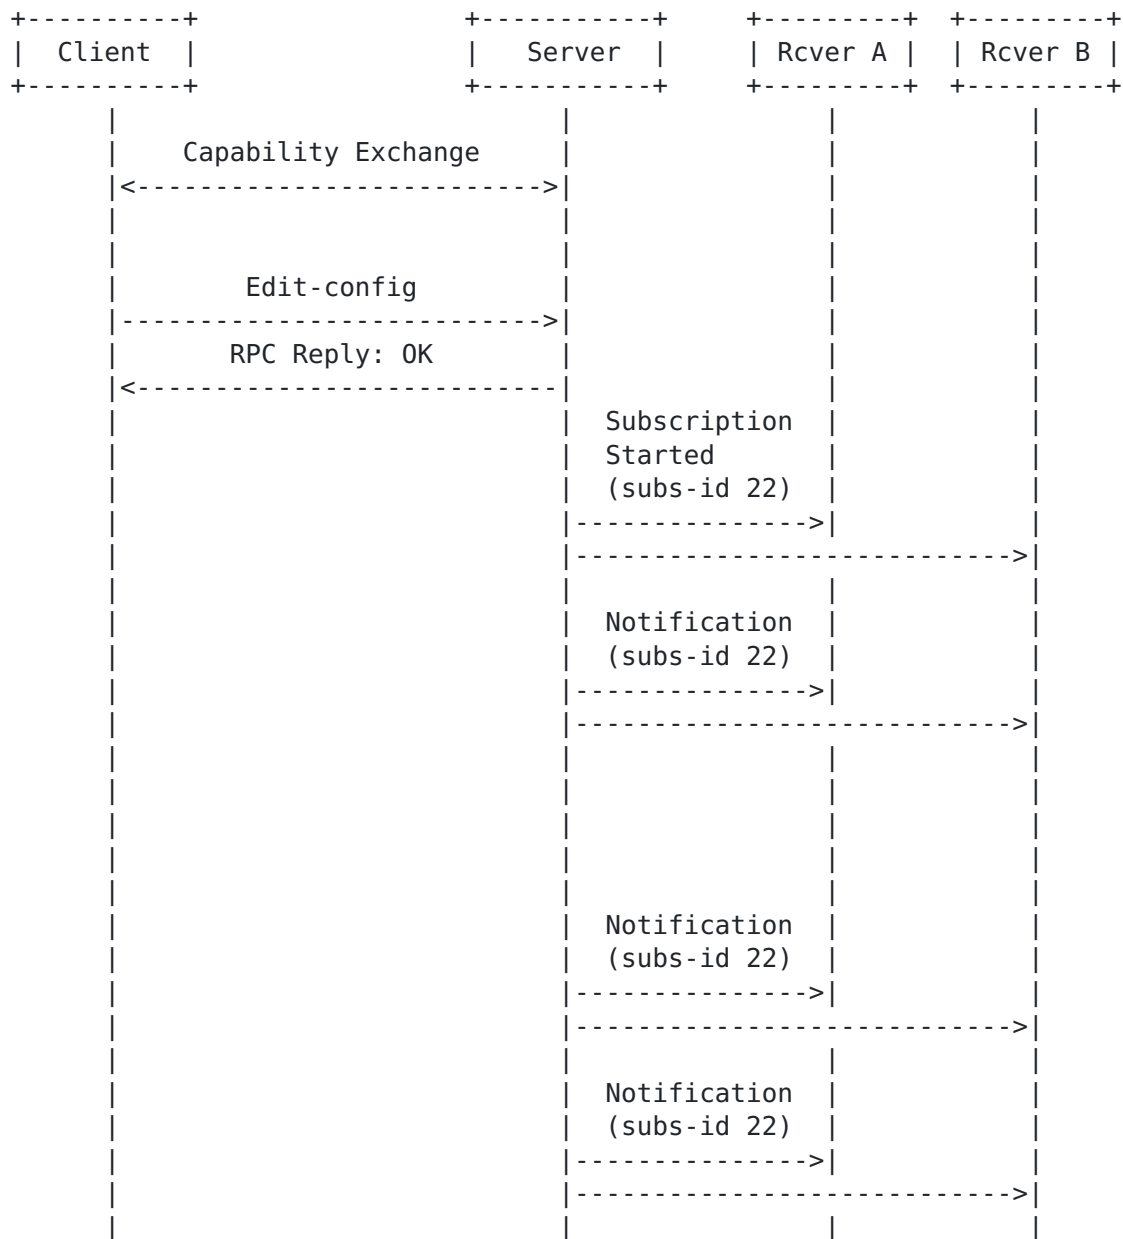 Client Server Rcver A Rcver B
Capability Exchange
Edit-config
RPC Reply: OK
Subscription
Started
(subs-id 22)
Notification
(subs-id 22)
Notification
(subs-id 22)
Notification
(subs-id 22)